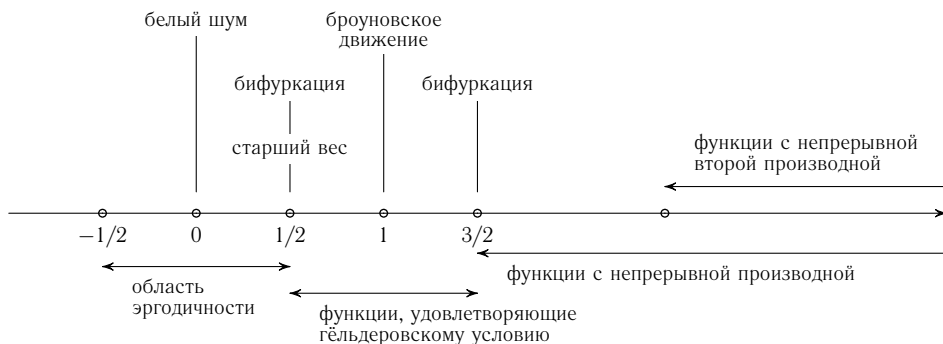 белый шум
броуновское
движение
бифуркация
бифуркация
старший вес
функции с непрерывной
второй производной
−1/2 0 1/2 1 3/2
функции с непрерывной производной
область
эргодичности
функции, удовлетворяющие
гёльдеровскому условию